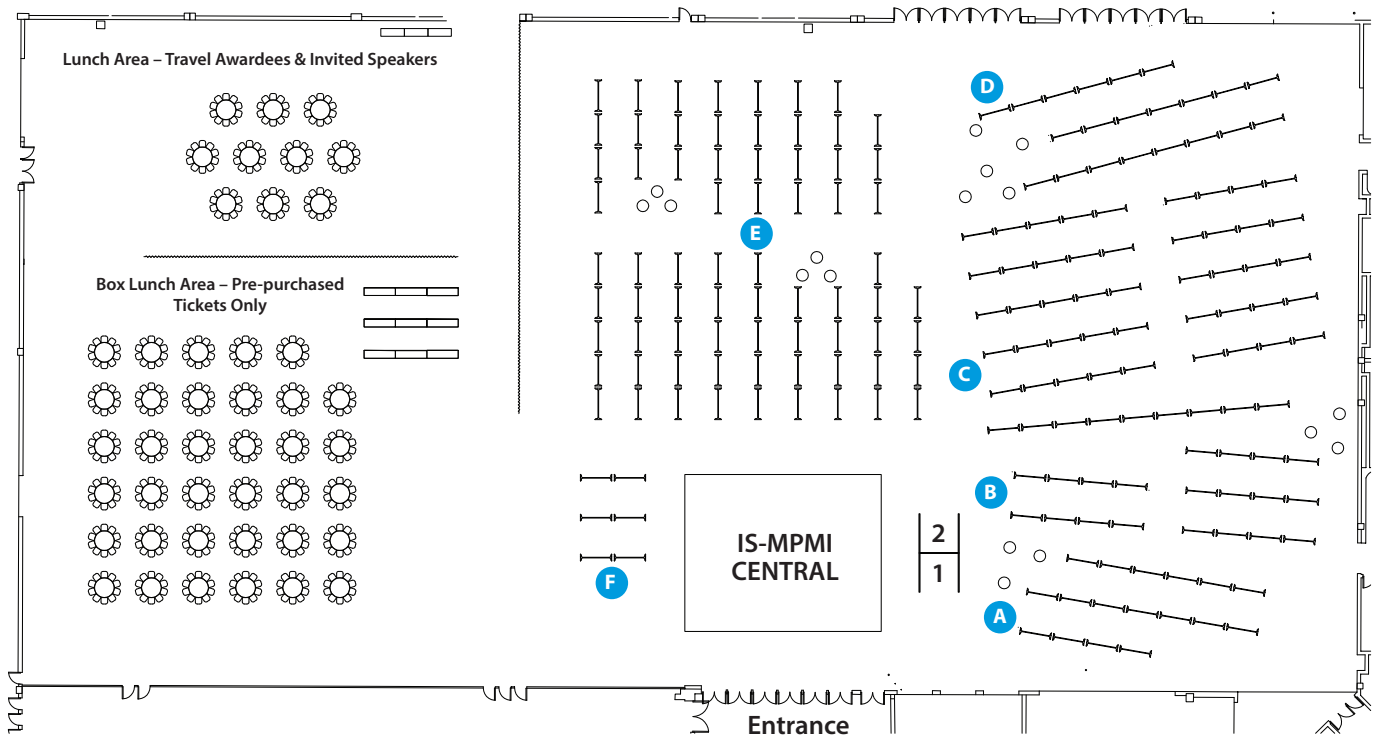 Lunch Area – Travel Awardees & Invited Speakers
D
E
Box Lunch Area – Pre-purchased
Tickets Only
C
B
IS-MPMI
CENTRAL
2
1
F
A
Entrance